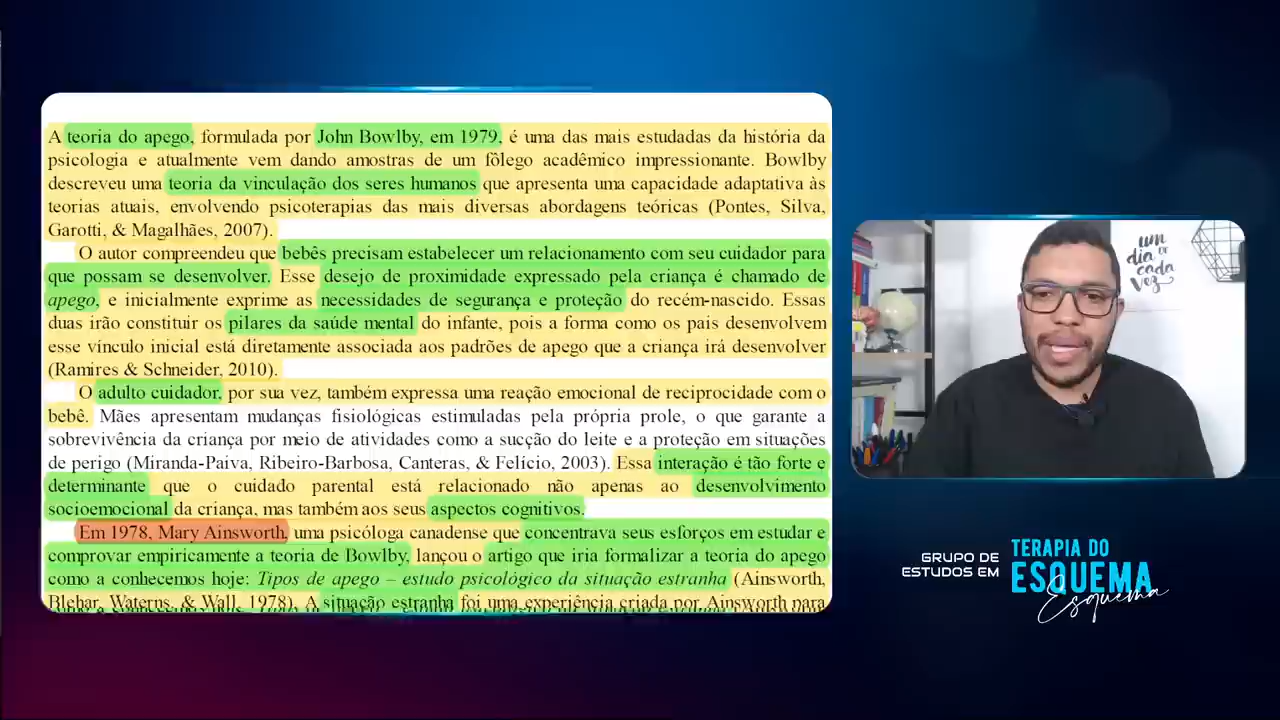 A teoria do apego, formulada por John Bowlby, em 1979, é uma das mais estudadas da história da
psicologia e atualmente vem dando amostras de um fôlego acadêmico impressionante. Bowlby
descreveu uma teoria da vinculação dos seres humanos que apresenta uma capacidade adaptativa às
teorias atuais, envolvendo psicoterapias das mais diversas abordagens teóricas (Pontes, Silva,
Garotti, & Magalhães, 2007).
O autor compreendeu que bebês precisam estabelecer um relacionamento com seu cuidador para
que possam se desenvolver. Esse desejo de proximidade expressado pela criança é chamado de
apego, e inicialmente exprime as necessidades de segurança e proteção do recém-nascido. Essas
duas irão constituir os pilares da saúde mental do infante, pois a forma como os pais desenvolvem
esse vínculo inicial está diretamente associada aos padrões de apego que a criança irá desenvolver
(Ramires & Schneider, 2010).
O adulto cuidador, por sua vez, também expressa uma reação emocional de reciprocidade com o
bebê. Mães apresentam mudanças fisiológicas estimuladas pela própria prole, o que garante a
sobrevivência da criança por meio de atividades como a sucção do leite e a proteção em situações
de perigo (Miranda-Paiva, Ribeiro-Barbosa, Canteras, & Felício, 2003). Essa interação é tão forte e
determinante que o cuidado parental está relacionado não apenas ao desenvolvimento
socioemocional da criança, mas também aos seus aspectos cognitivos.
Em 1978, Mary Ainsworth, uma psicóloga canadense que concentrava seus esforços em estudar e
comprovar empiricamente a teoria de Bowlby, lançou o artigo que iria formalizar a teoria do apego
como a conhecemos hoje: Tipos de apego – estudo psicológico da situação estranha (Ainsworth,
Blehar, Waterns, & Wall, 1978). A situação estranha foi uma experiência criada por Ainsworth para
um
dia de
cada
vez
GRUPO DE
ESTUDOS EM
TERAPIA DO
ESQUEMA
Esquema